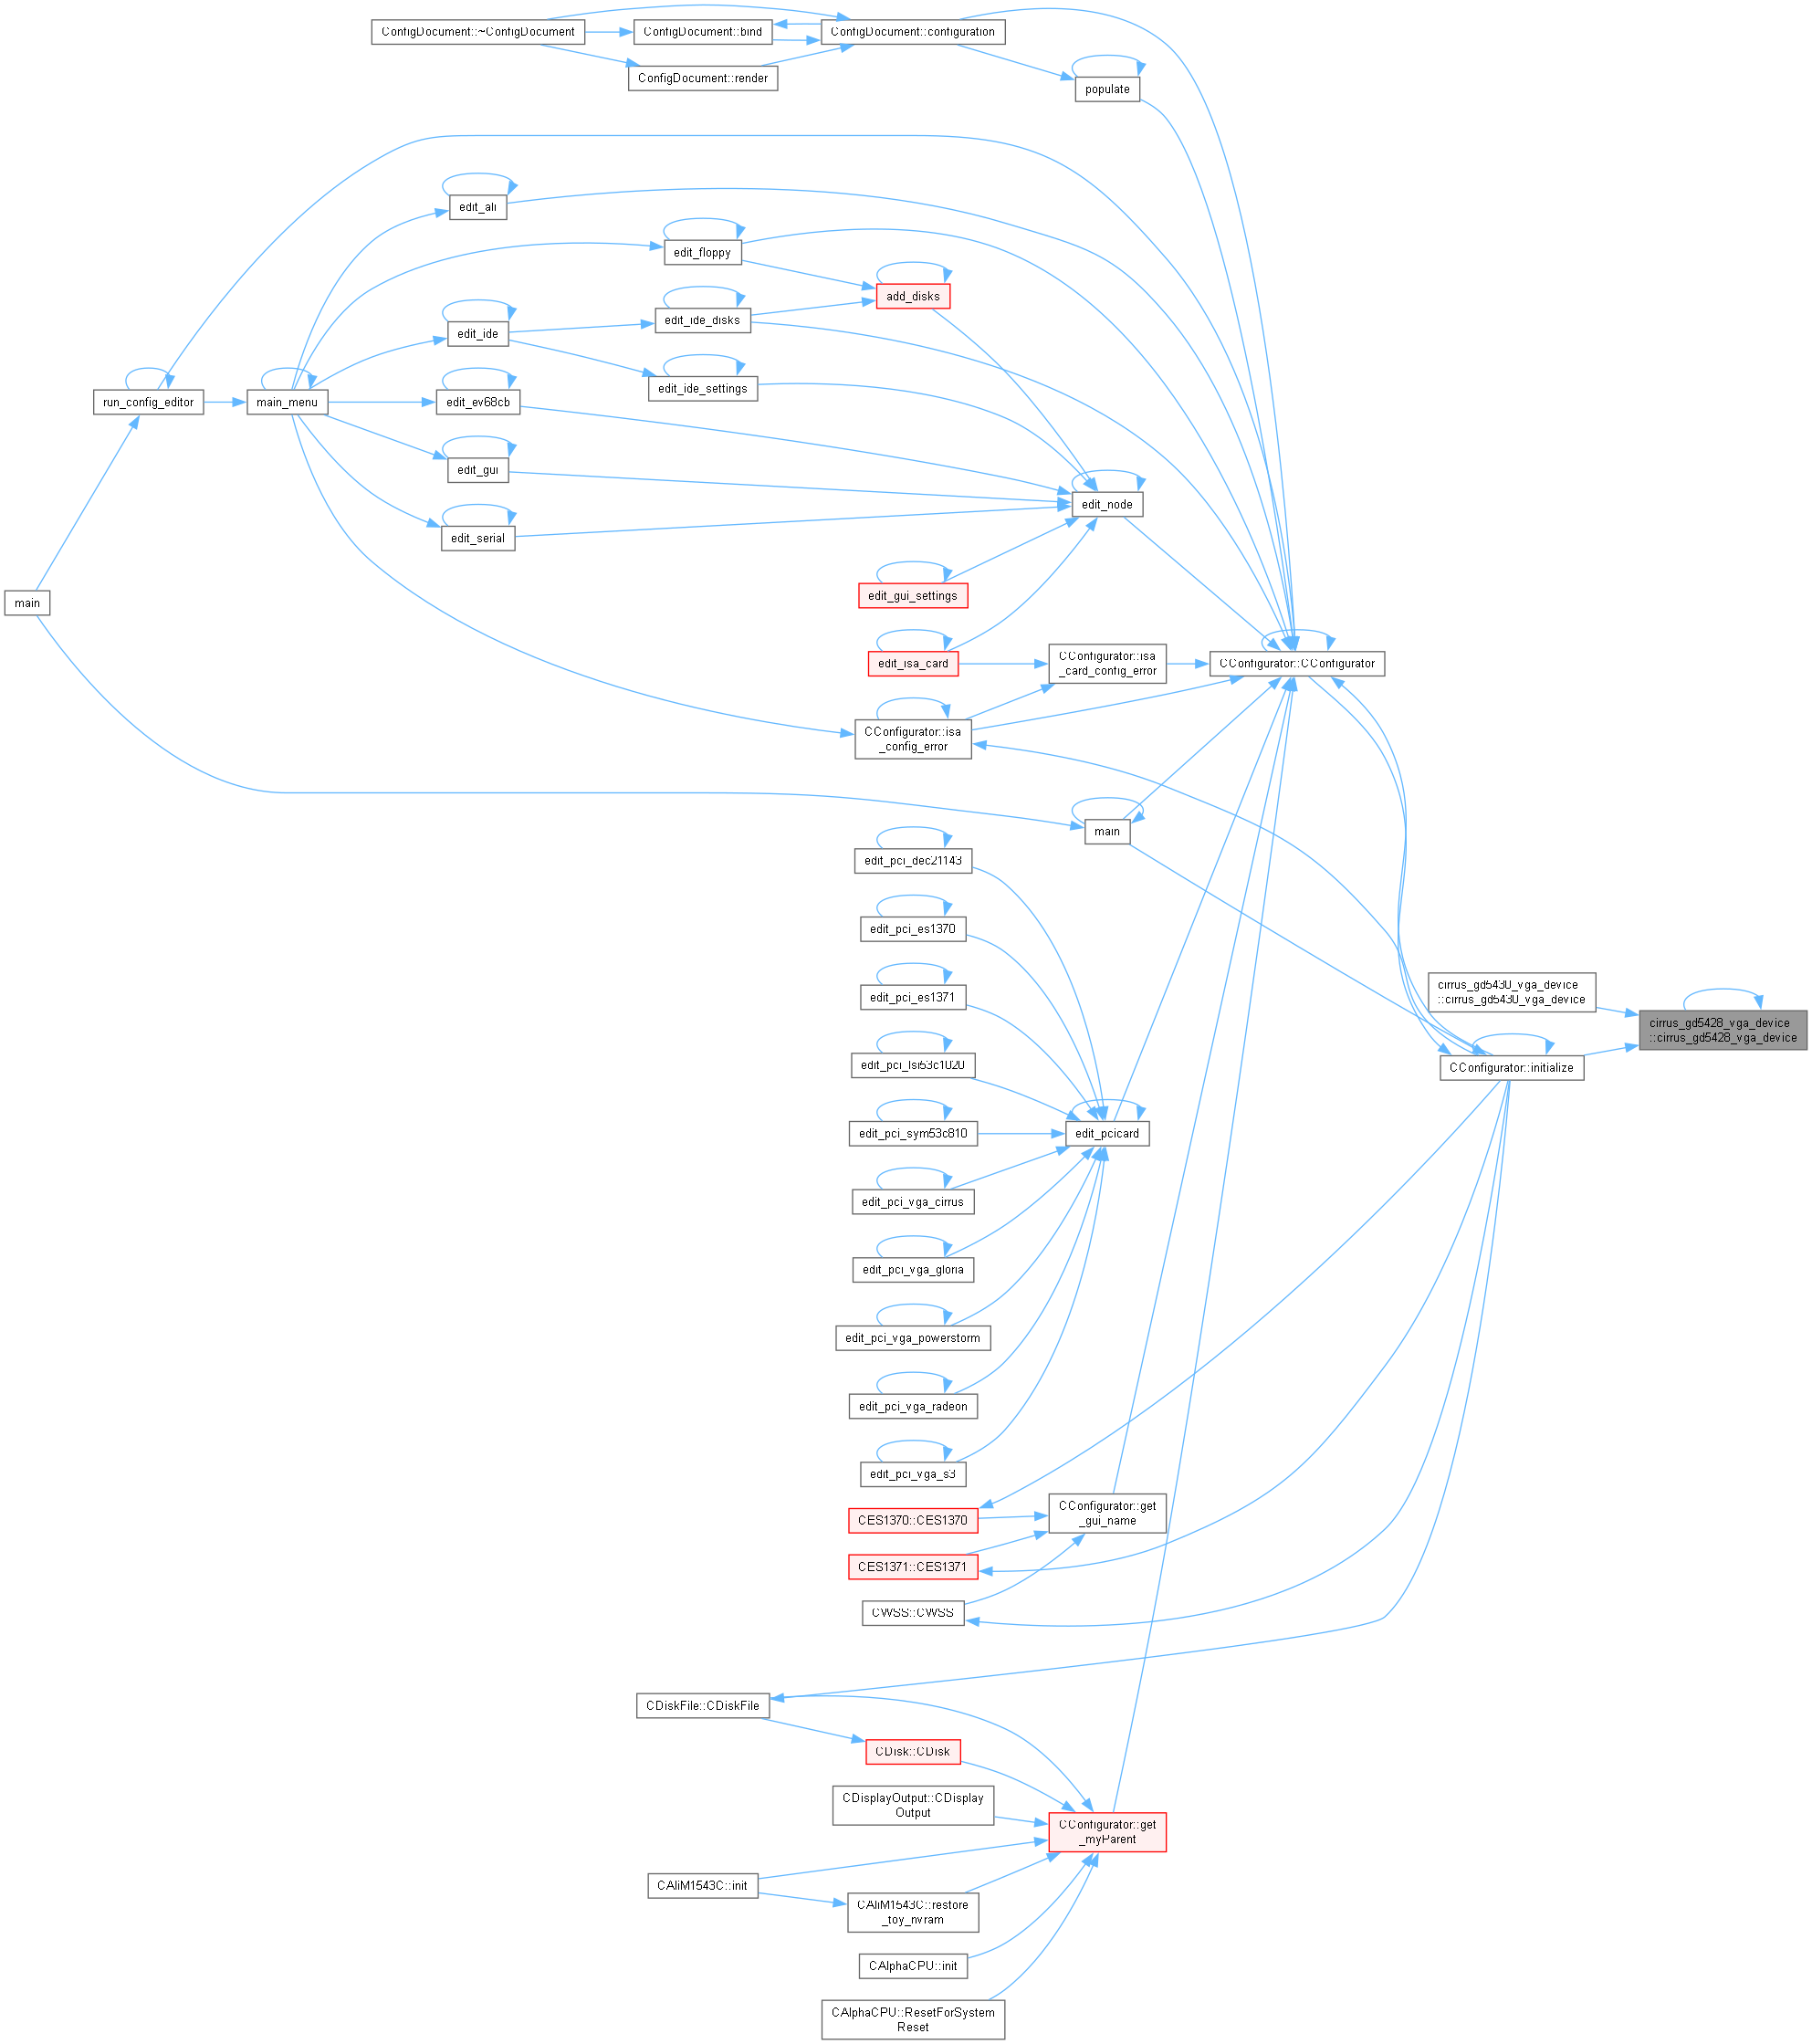 ConfigDocument::~ConfigDocument
ConfigDocument::bind
ConfigDocument::configuration
ConfigDocument::render
populate
edit_ali
edit_floppy
add_disks
edit_ide
edit_ide_disks
edit_ide_settings
run_config_editor
main_menu
edit_ev68cb
edit_gui
edit_node
edit_serial
main
edit_gui_settings
edit_isa_card
CConfigurator::isa
_card_config_error
CConfigurator::CConfigurator
CConfigurator::isa
_config_error
main
edit_pci_dec21143
edit_pci_es1370
edit_pci_es1371
cirrus_gd5430_vga_device
::cirrus_gd5430_vga_device
cirrus_gd5428_vga_device
::cirrus_gd5428_vga_device
CConfigurator::initialize
edit_pci_lsi53c1020
edit_pci_sym53c810
edit_pcicard
edit_pci_vga_cirrus
edit_pci_vga_gloria
edit_pci_vga_powerstorm
edit_pci_vga_radeon
edit_pci_vga_s3
CES1370::CES1370
CConfigurator::get
_gui_name
CES1371::CES1371
CWSS::CWSS
CDiskFile::CDiskFile
CDisk::CDisk
CDisplayOutput::CDisplay
Output
CConfigurator::get
_myParent
CAliM1543C::init
CAliM1543C::restore
_toy_nvram
CAlphaCPU::init
CAlphaCPU::ResetForSystem
Reset